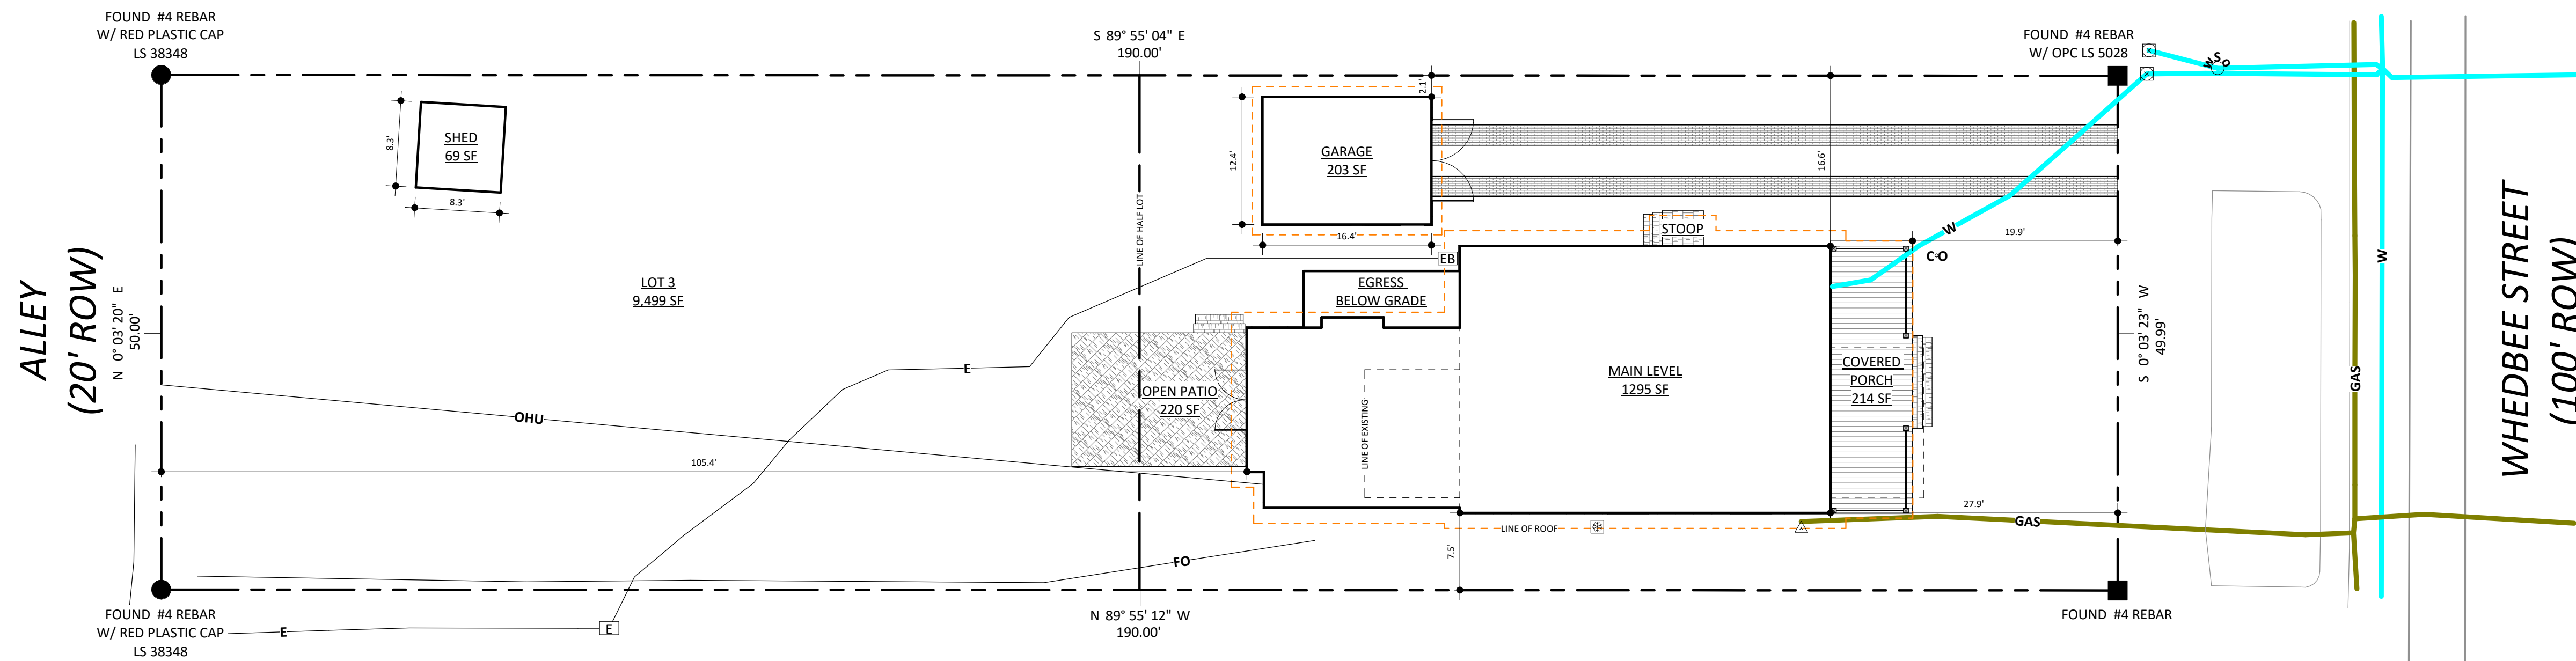 FOUND #4 REBAR
W/ RED PLASTIC CAP
LS 38348
S 89° 55' 04" E
190.00'
FOUND #4 REBAR
W/ OPC LS 5028
WSO
2.1'
SHED
69 SF
8.3'
8.3'
GARAGE
203 SF
12.4'
16.4'
16.6'
LINE OF HALF LOT
STOOP
W
19.9'
C O
EB
EGRESS
BELOW GRADE
LOT 3
9,499 SF
ALLEY
(20' ROW)
N 0° 03' 20" E
50.00'
E
OHU
105.4'
OPEN PATIO
220 SF
LINE OF EXISTING
MAIN LEVEL
1295 SF
COVERED
PORCH
214 SF
S 0° 03' 23" W
49.99'
W
GAS
WHEDBEE STREET
(100' ROW)
27.9'
GAS
LINE OF ROOF
7.5'
FO
E
E
FOUND #4 REBAR
W/ RED PLASTIC CAP
LS 38348
N 89° 55' 12" W
190.00'
FOUND #4 REBAR